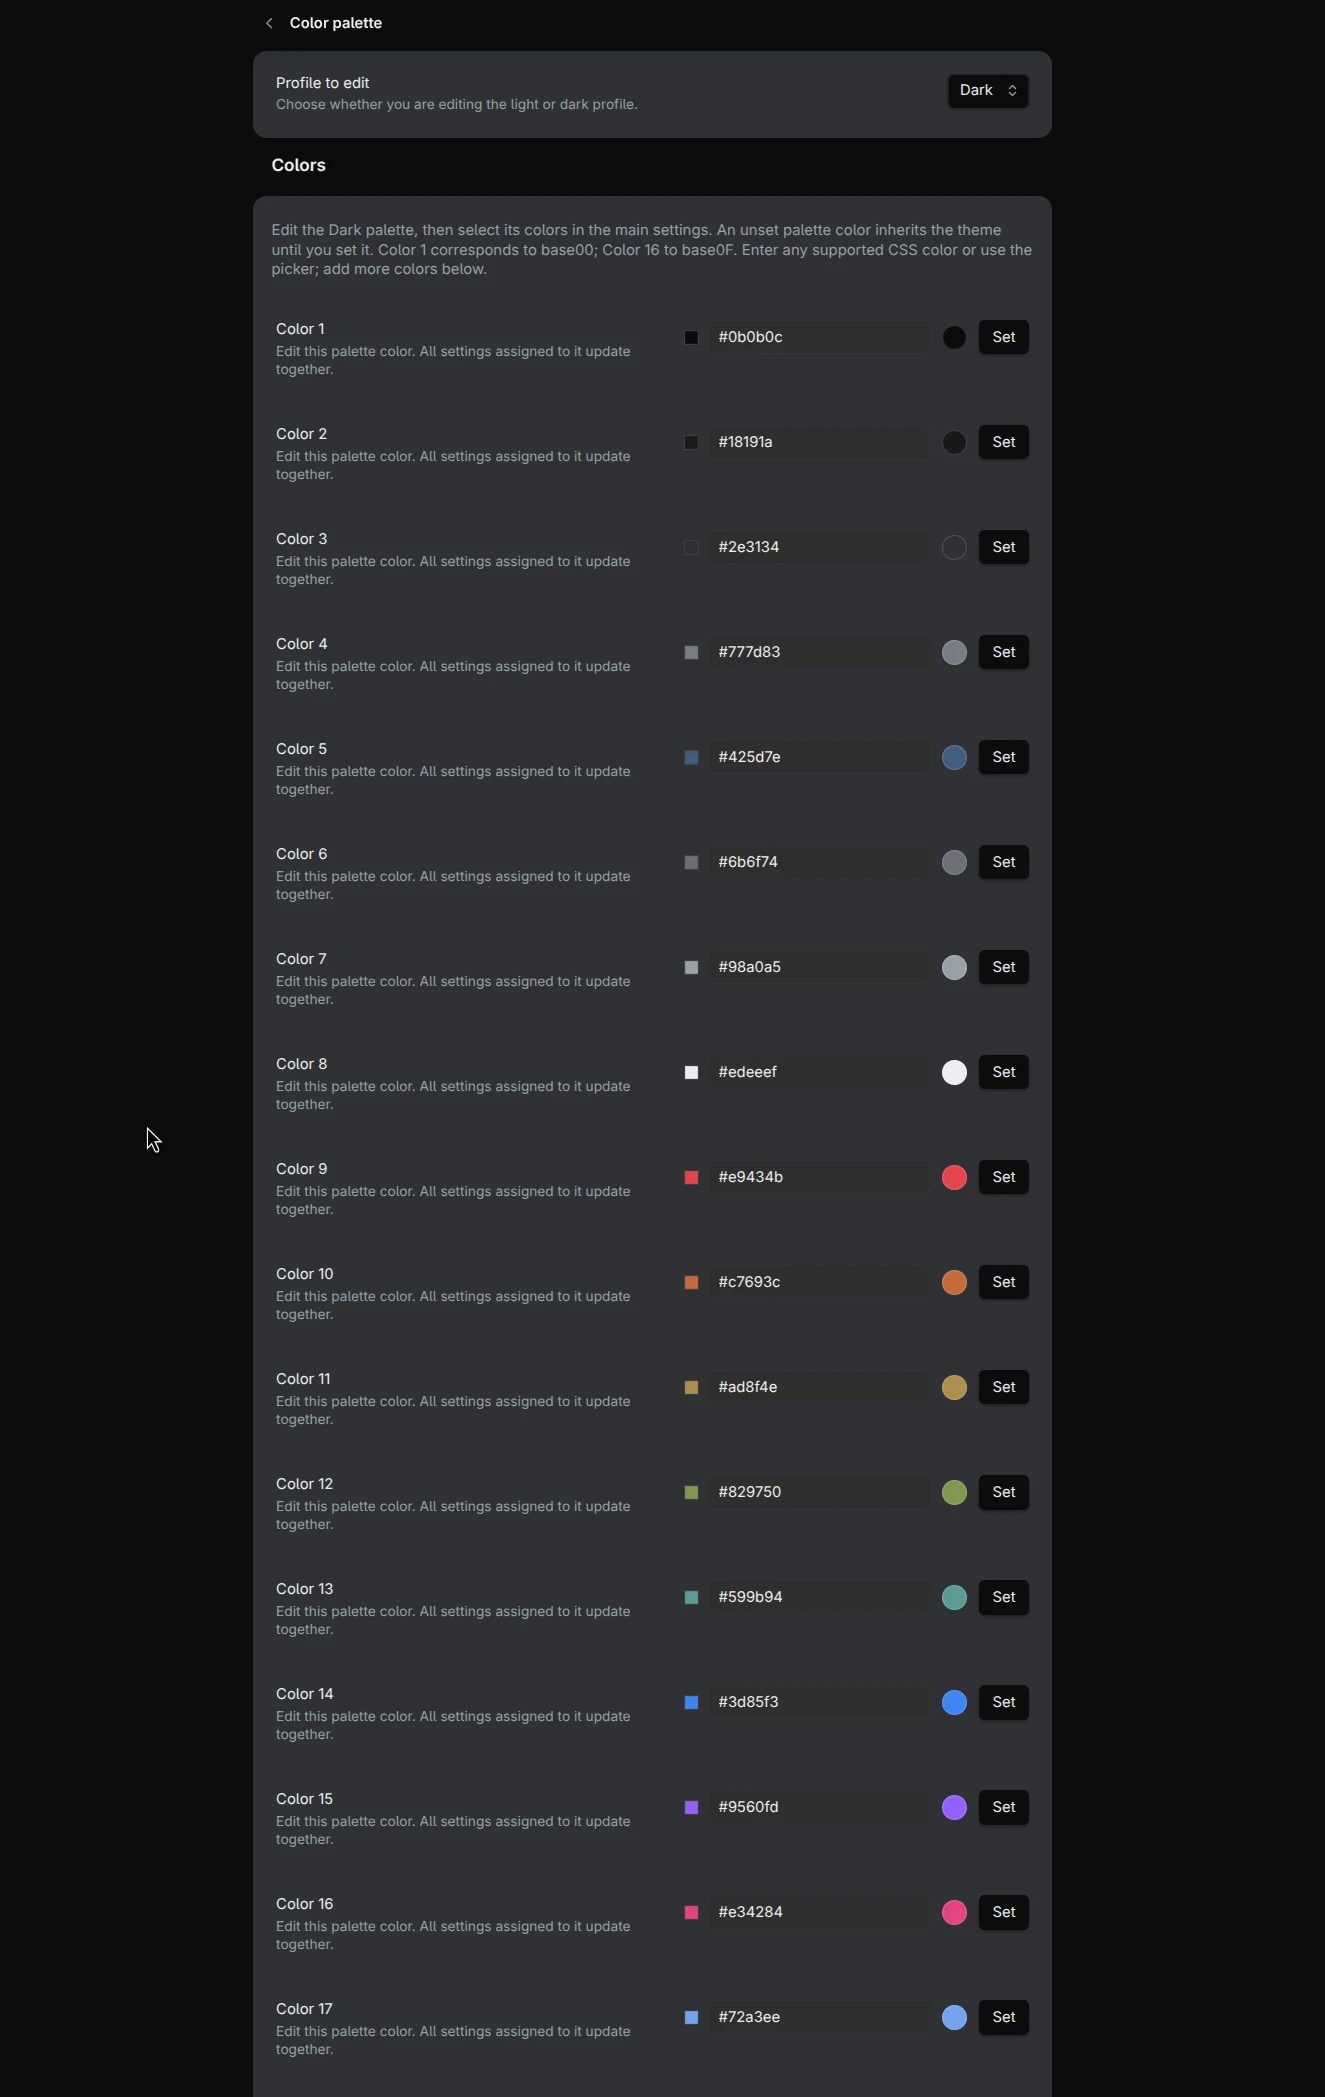 Color palette
Profile to edit
Choose whether you are editing the light or dark profile.
Dark
Colors
Edit the Dark palette, then select its colors in the main settings. An unset palette color inherits the theme
until you set it. Color 1 corresponds to base00; Color 16 to base0F. Enter any supported CSS color or use the
picker; add more colors below.
Color 1
Edit this palette color. All settings assigned to it update
together.
#0b0b0c
Set
Color 2
Edit this palette color. All settings assigned to it update
together.
#18191a
Set
Color 3
Edit this palette color. All settings assigned to it update
together.
#2e3134
Set
Color 4
Edit this palette color. All settings assigned to it update
together.
#777d83
Set
Color 5
Edit this palette color. All settings assigned to it update
together.
#425d7e
Set
Color 6
Edit this palette color. All settings assigned to it update
together.
#6b6f74
Set
Color 7
Edit this palette color. All settings assigned to it update
together.
#98a0a5
Set
Color 8
Edit this palette color. All settings assigned to it update
together.
#edeeef
Set
Color 9
Edit this palette color. All settings assigned to it update
together.
#e9434b
Set
Color 10
Edit this palette color. All settings assigned to it update
together.
#c7693c
Set
Color 11
Edit this palette color. All settings assigned to it update
together.
#ad8f4e
Set
Color 12
Edit this palette color. All settings assigned to it update
together.
#829750
Set
Color 13
Edit this palette color. All settings assigned to it update
together.
#599b94
Set
Color 14
Edit this palette color. All settings assigned to it update
together.
#3d85f3
Set
Color 15
Edit this palette color. All settings assigned to it update
together.
#9560fd
Set
Color 16
Edit this palette color. All settings assigned to it update
together.
#e34284
Set
Color 17
Edit this palette color. All settings assigned to it update
together.
#72a3ee
Set